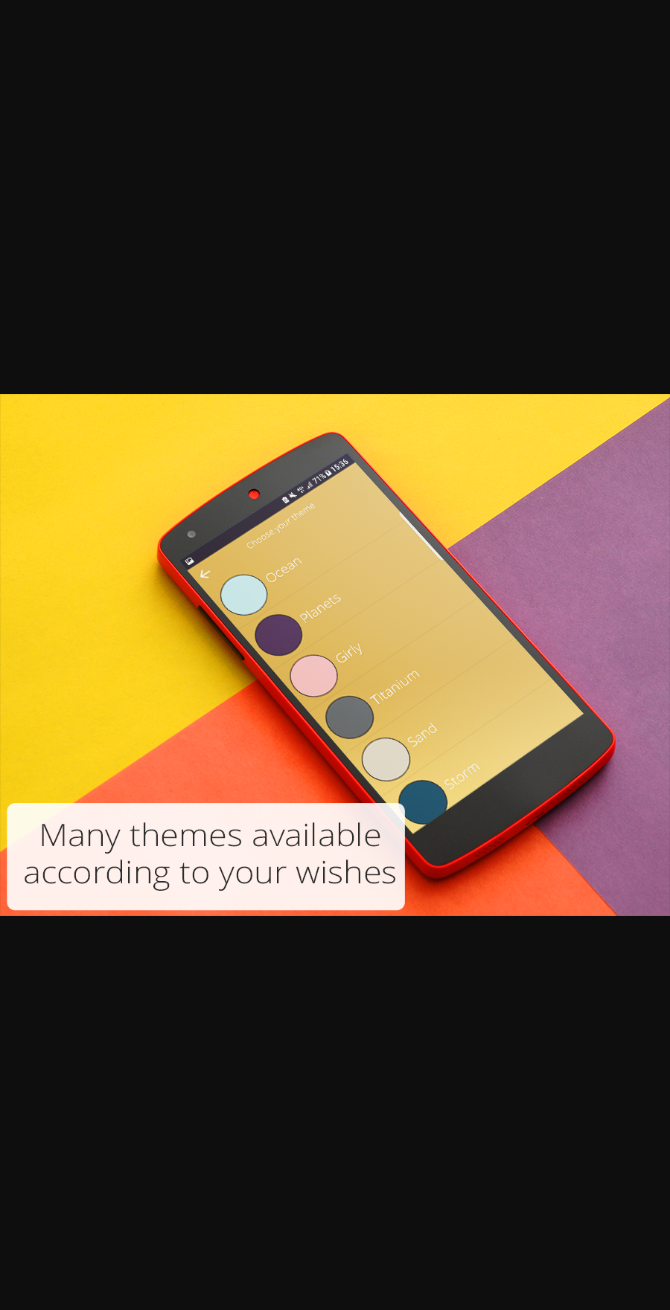 71% 15:36
Choose your theme
Ocean
Planets
Girly
Titanium
Sand
Storm
Many themes available
according to your wishes